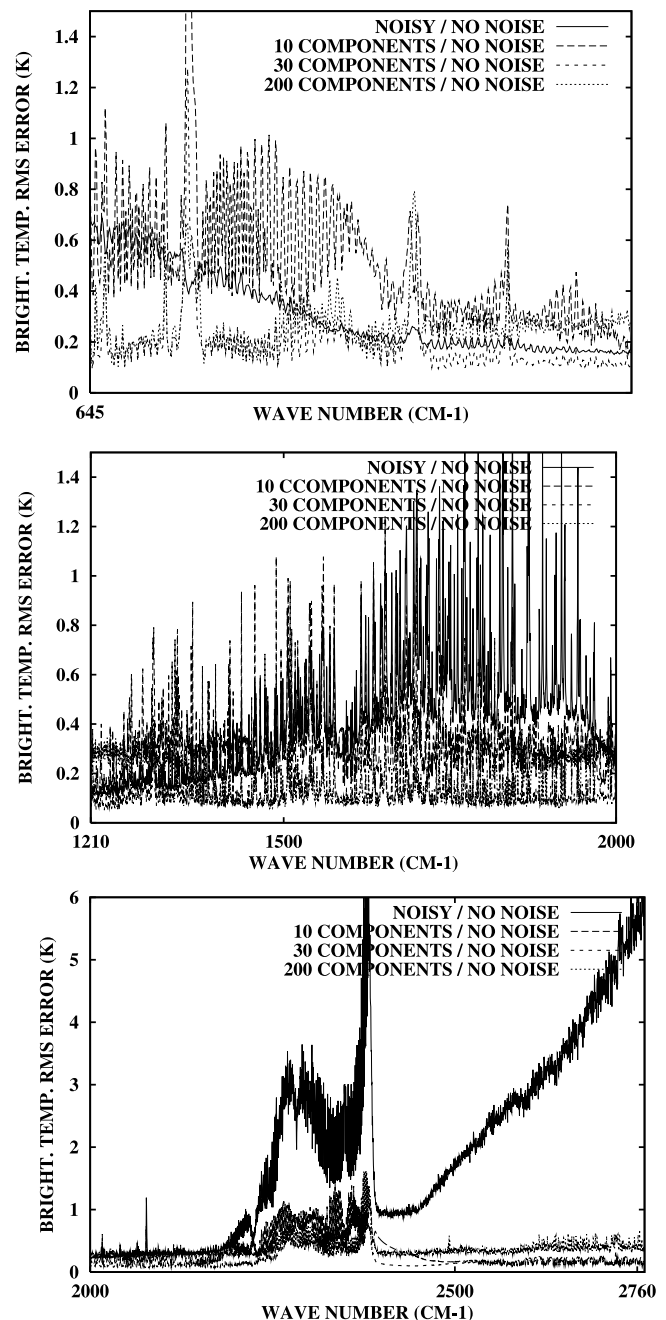 1.4
1.2
1
0.8
0.6
0.4
0.2
0
BRIGHT. TEMP. RMS ERROR (K)
NOISY / NO NOISE
10 COMPONENTS / NO NOISE
30 COMPONENTS / NO NOISE
200 COMPONENTS / NO NOISE
645
WAVE NUMBER (CM-1)
1.4
1.2
1
0.8
0.6
0.4
0.2
0
BRIGHT. TEMP. RMS ERROR (K)
NOISY / NO NOISE
10 CCOMPONENTS / NO NOISE
30 COMPONENTS / NO NOISE
200 COMPONENTS / NO NOISE
1210
1500
2000
WAVE NUMBER (CM-1)
6
5
4
3
2
1
0
BRIGHT. TEMP. RMS ERROR (K)
NOISY / NO NOISE
10 COMPONENTS / NO NOISE
30 COMPONENTS / NO NOISE
200 COMPONENTS / NO NOISE
2000
2500
2760
WAVE NUMBER (CM-1)